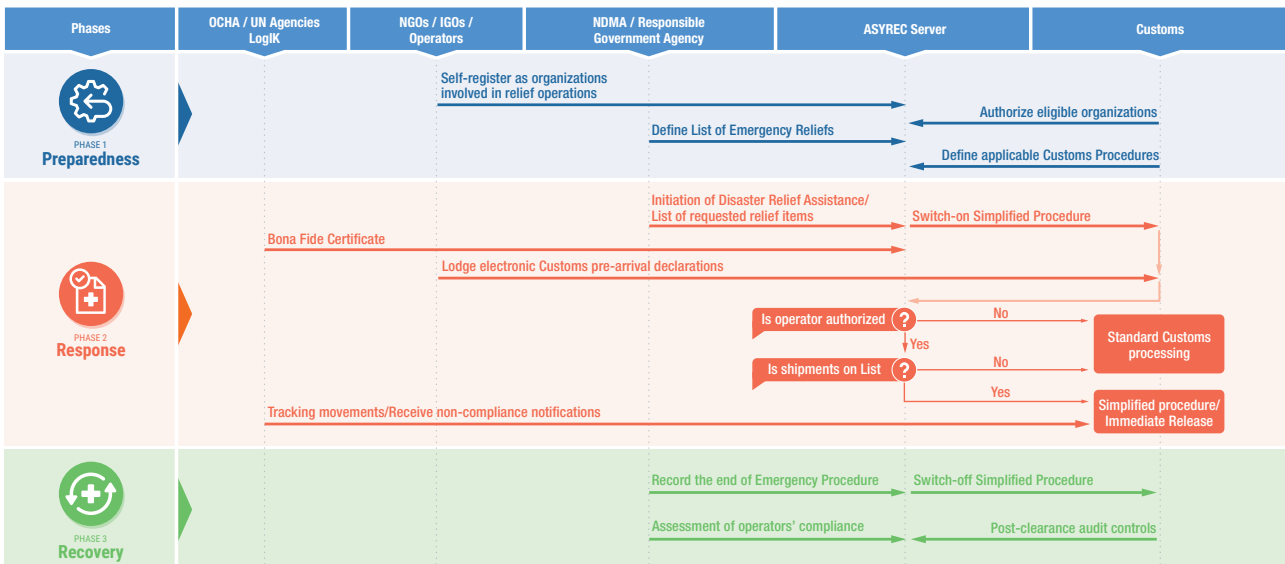 Phases
OCHA / UN Agencies
LogIK
NGOs / IGOs /
Operators
NDMA / Responsible
Government Agency
ASYREC Server
Customs
PHASE 1
Preparedness
Self-register as organizations
involved in relief operations
Authorize eligible organizations
Define List of Emergency Reliefs
Define applicable Customs Procedures
PHASE 2
Response
Initiation of Disaster Relief Assistance/
List of requested relief items
Switch-on Simplified Procedure
Bona Fide Certificate
Lodge electronic Customs pre-arrival declarations
Is operator authorized
?
No
Yes
Standard Customs
processing
Is shipments on List
?
No
Yes
Simplified procedure/
Immediate Release
Tracking movements/Receive non-compliance notifications
PHASE 3
Recovery
Record the end of Emergency Procedure
Switch-off Simplified Procedure
Assessment of operators' compliance
Post-clearance audit controls